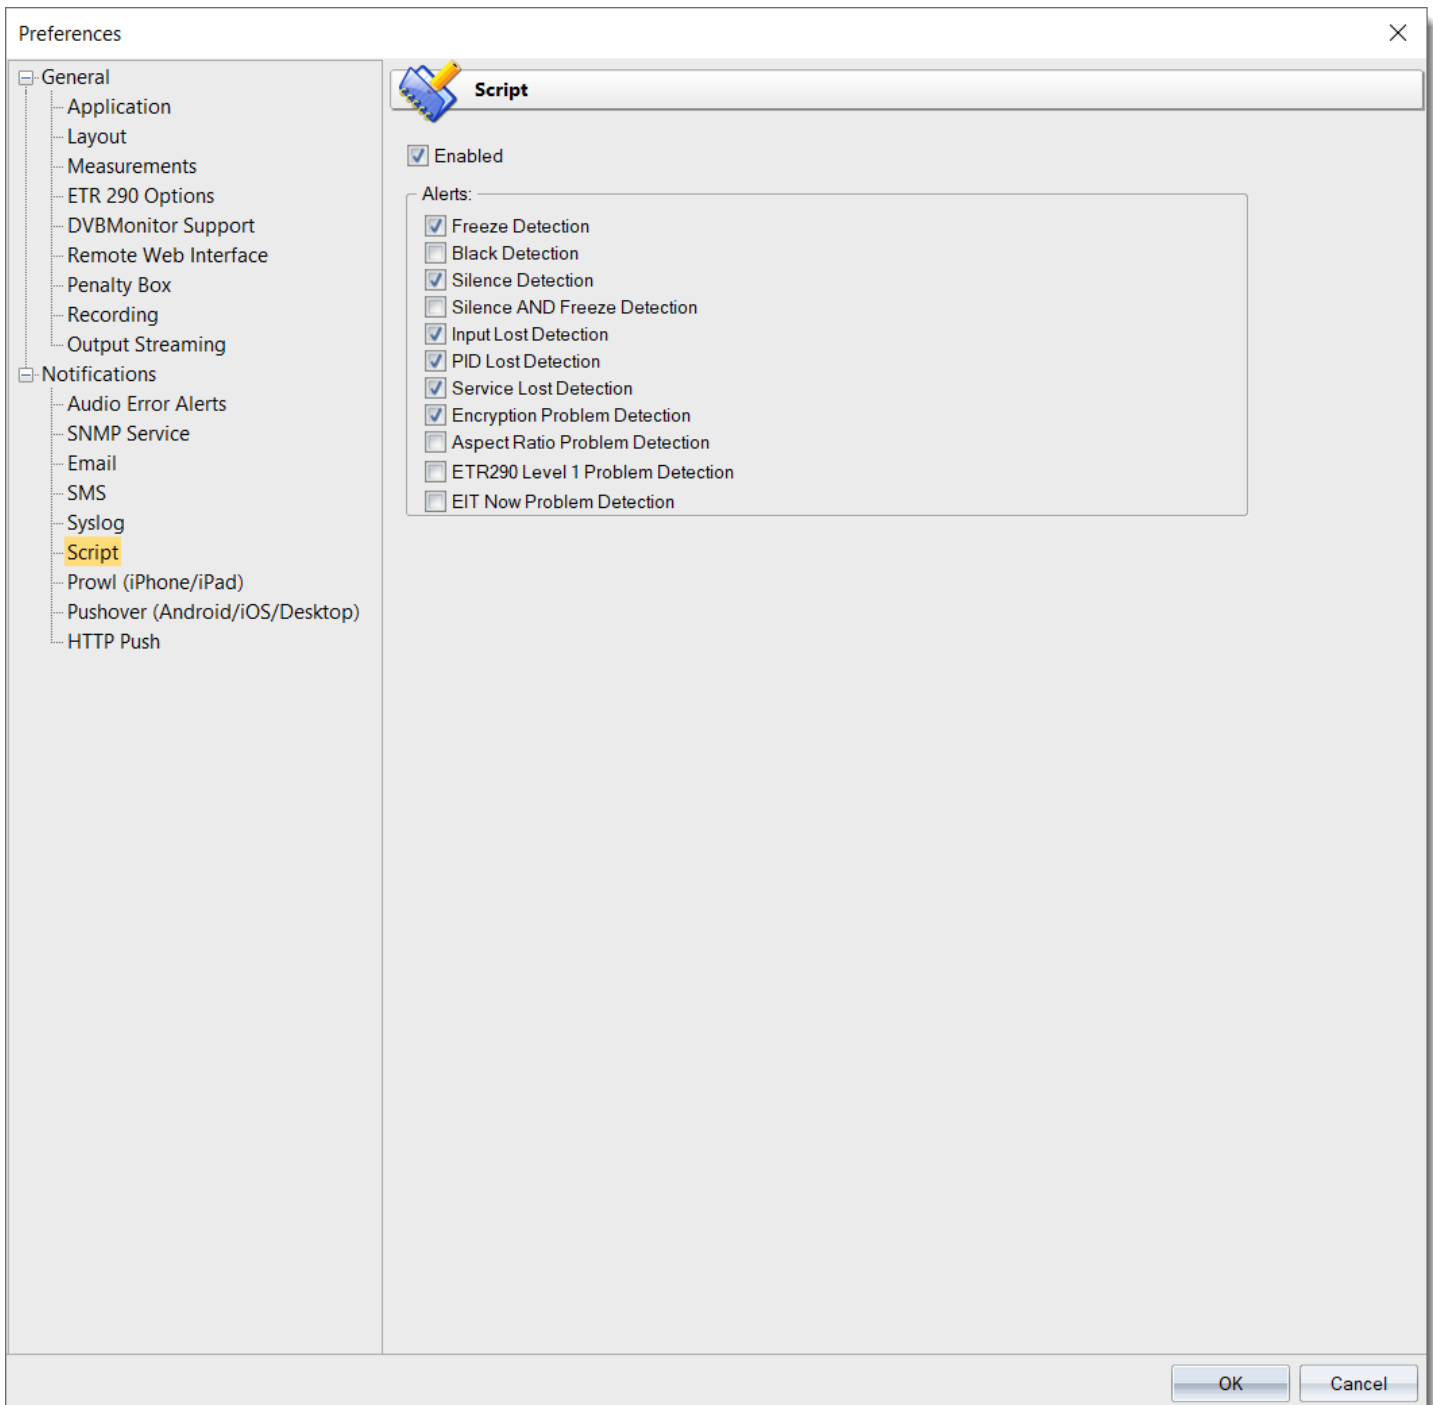 Preferences
General
Application
Layout
Measurements
ETR 290 Options
DVBMonitor Support
Remote Web Interface
Penalty Box
Recording
Output Streaming
Notifications
Audio Error Alerts
SNMP Service
Email
SMS
Syslog
Script
Prowl (iPhone/iPad)
Pushover (Android/iOS/Desktop)
HTTP Push
Script
Enabled
Alerts:
Freeze Detection
Black Detection
Silence Detection
Silence AND Freeze Detection
Input Lost Detection
PID Lost Detection
Service Lost Detection
Encryption Problem Detection
Aspect Ratio Problem Detection
ETR290 Level 1 Problem Detection
EIT Now Problem Detection
OK
Cancel